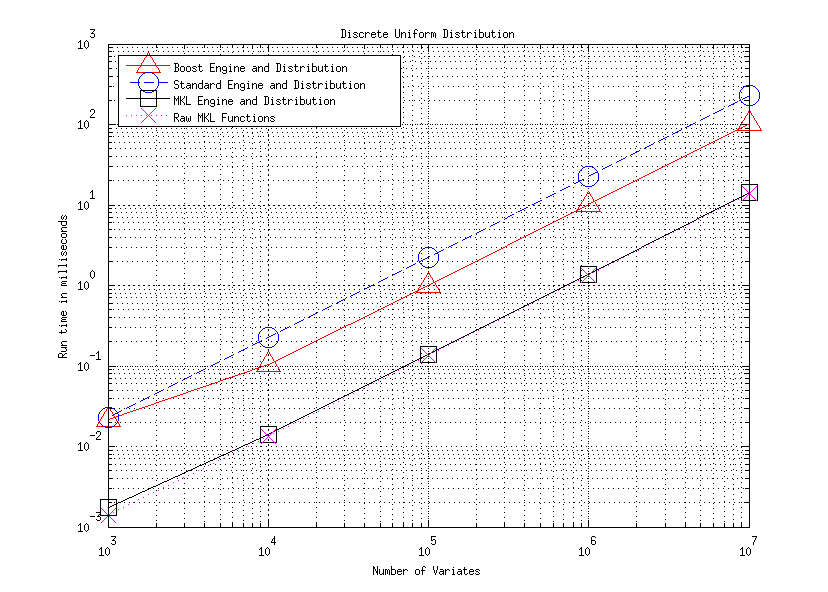 Discrete Uniform Distribution
Boost Engine and Distribution
Standard Engine and Distribution
MKL Engine and Distribution
Raw MKL Functions
Run time in milliseconds
10^3
10^2
10^1
10^0
10^-1
10^-2
10^-3
10^3 10^4 10^5 10^6 10^7
Number of Variates